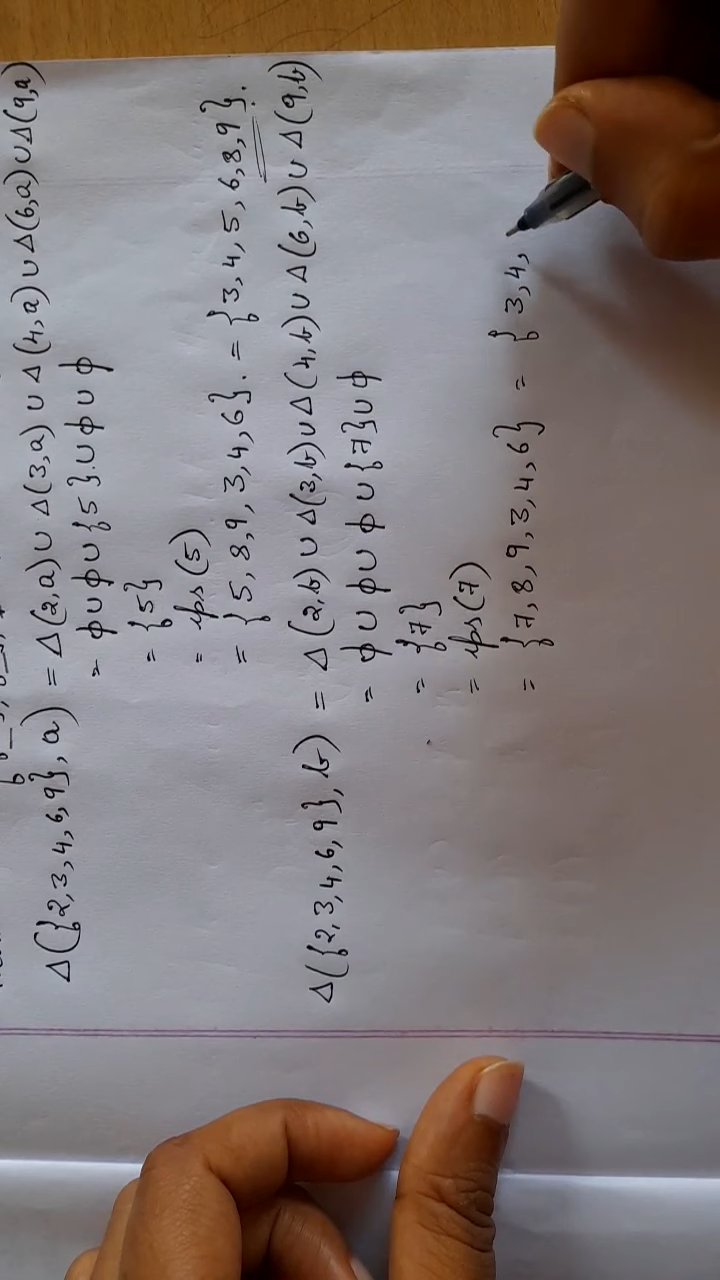 Δ({2,3,4,6,9}, a) = Δ(2,a) ∪ Δ(3,a) ∪ Δ(4,a) ∪ Δ(6,a) ∪ Δ(9,a)
= ϕ ∪ ϕ ∪ {5} ∪ ϕ ∪ ϕ
= {5}
= (5)
= {5,8,9,3,4,6}. = {3,4,5,6,8,9}.
Δ({2,3,4,6,9}, b) = Δ(2,b) ∪ Δ(3,b) ∪ Δ(4,b) ∪ Δ(6,b) ∪ Δ(9,b)
= ϕ ∪ ϕ ∪ ϕ ∪ {7} ∪ ϕ
= {7}
= (7)
= {7,8,9,3,4,6} = {3,4,